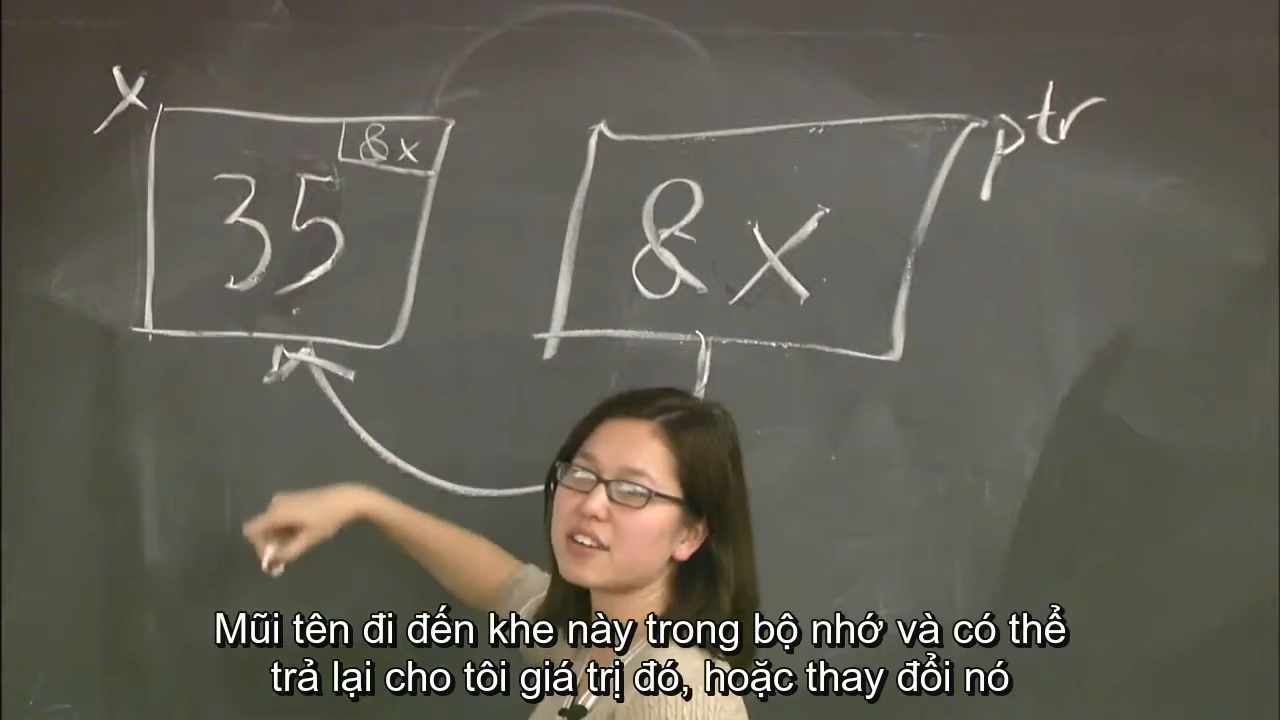 x
&x
35
&x
ptr
Mũi tên đi đến khe này trong bộ nhớ và có thể
trả lại cho tôi giá trị đó, hoặc thay đổi nó